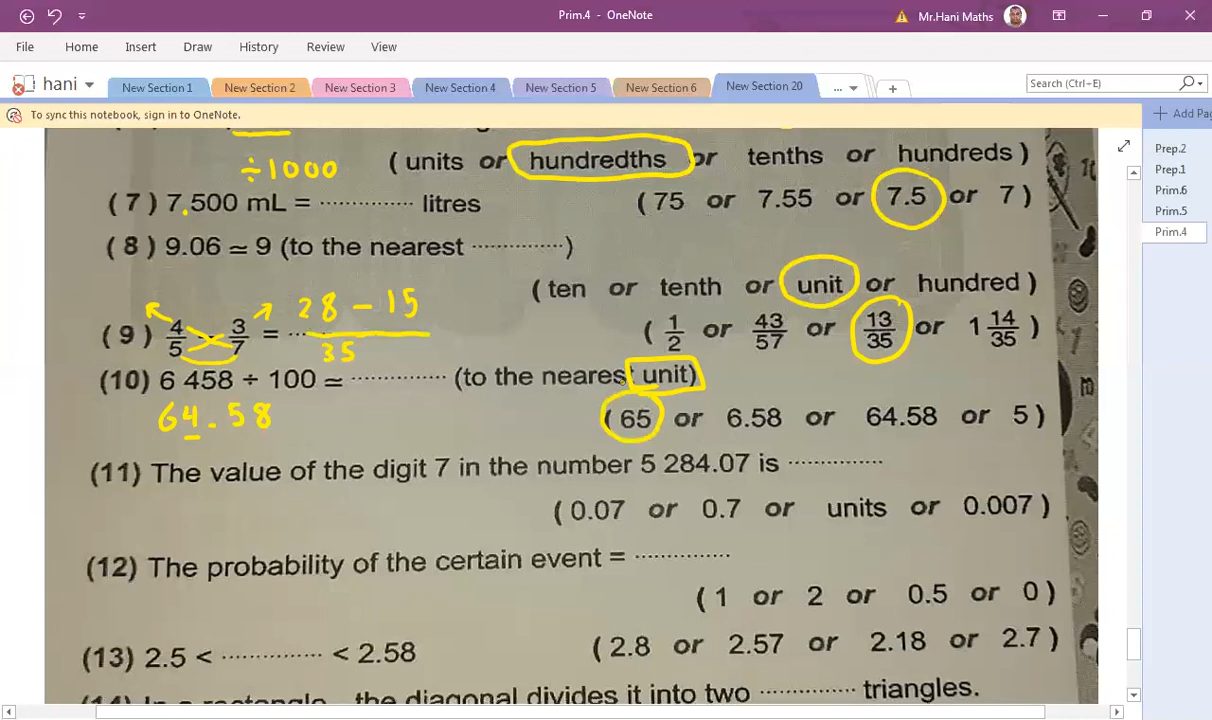 Prim.4 - OneNote
Mr.Hani Maths
File Home Insert Draw History Review View
hani
New Section 1 New Section 2 New Section 3 New Section 4 New Section 5 New Section 6 New Section 20 ...
Search (Ctrl+E)
To sync this notebook, sign in to OneNote.
Add Pag
Prep.2
Prep.1
Prim.6
Prim.5
Prim.4
÷1000 ( units or hundredths or tenths or hundreds )
( 7 ) 7.500 mL = ·············· litres ( 75 or 7.55 or 7.5 or 7 )
( 8 ) 9.06 ≃ 9 (to the nearest ·············· )
( ten or tenth or unit or hundred )
28 - 15
( 9 ) 4/5 - 3/7 = ··· ( 1/2 or 43/57 or 13/35 or 1 14/35 )
35
(10) 6 458 ÷ 100 ≃ ·············· (to the nearest unit)
64.58 ( 65 or 6.58 or 64.58 or 5 )
(11) The value of the digit 7 in the number 5 284.07 is ··············
( 0.07 or 0.7 or units or 0.007 )
(12) The probability of the certain event = ··············
( 1 or 2 or 0.5 or 0 )
(13) 2.5 < ·············· < 2.58 ( 2.8 or 2.57 or 2.18 or 2.7 )
(14) In a rectangle, the diagonal divides it into two ·············· triangles.